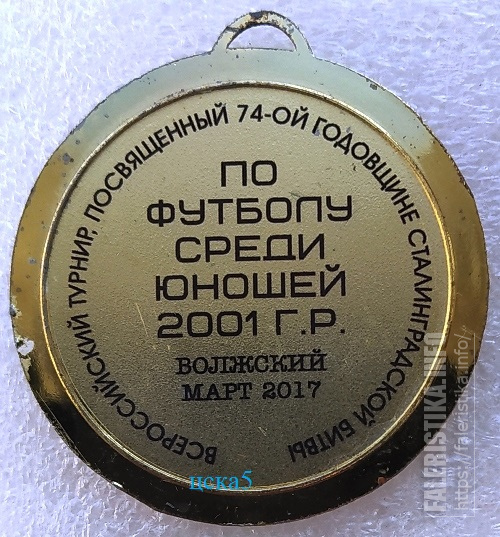 ВСЕРОССИЙСКИЙ ТУРНИР, ПОСВЯЩЕННЫЙ 74-ОЙ ГОДОВЩИНЕ СТАЛИНГРАДСКОЙ БИТВЫ
ПО
ФУТБОЛУ
СРЕДИ
ЮНОШЕЙ
2001 Г.Р.
ВОЛЖСКИЙ
МАРТ 2017
цска5
FALERISTIKA.INFO
https://faleristika.info/